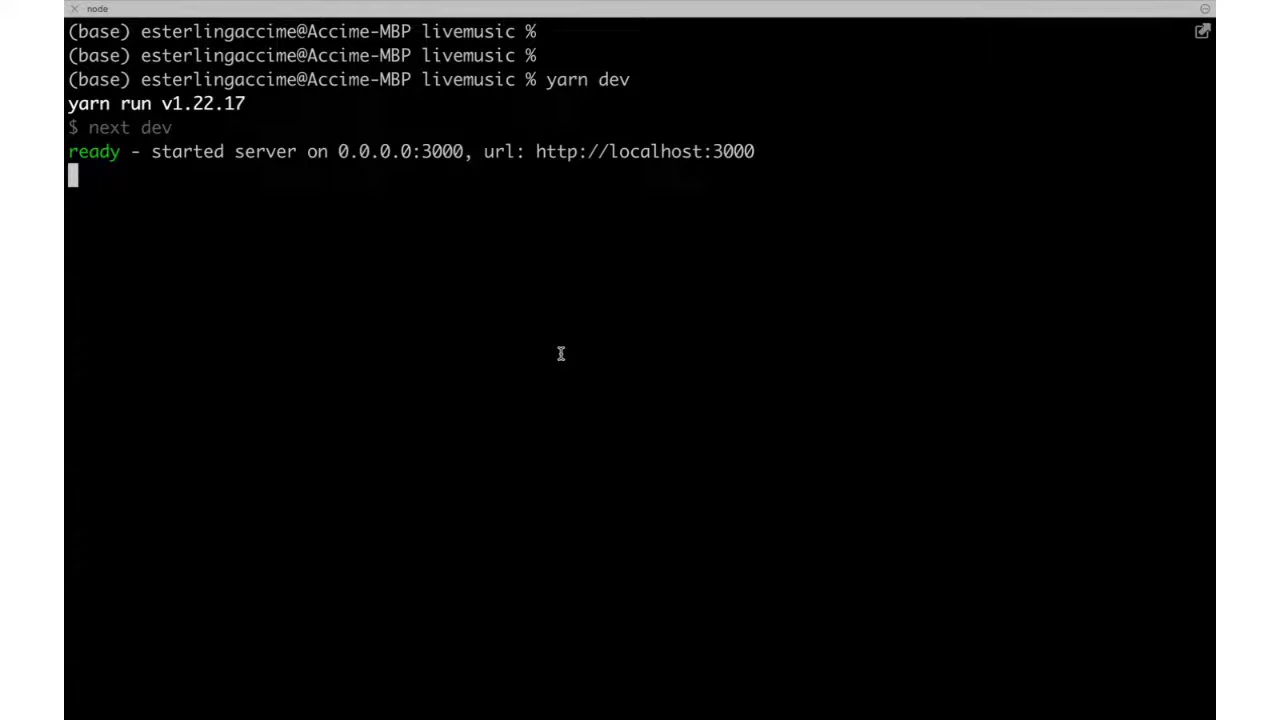 node
(base) esterlingaccime@Accime-MBP livemusic %
(base) esterlingaccime@Accime-MBP livemusic %
(base) esterlingaccime@Accime-MBP livemusic % yarn dev
yarn run v1.22.17
$ next dev
ready - started server on 0.0.0.0:3000, url: http://localhost:3000